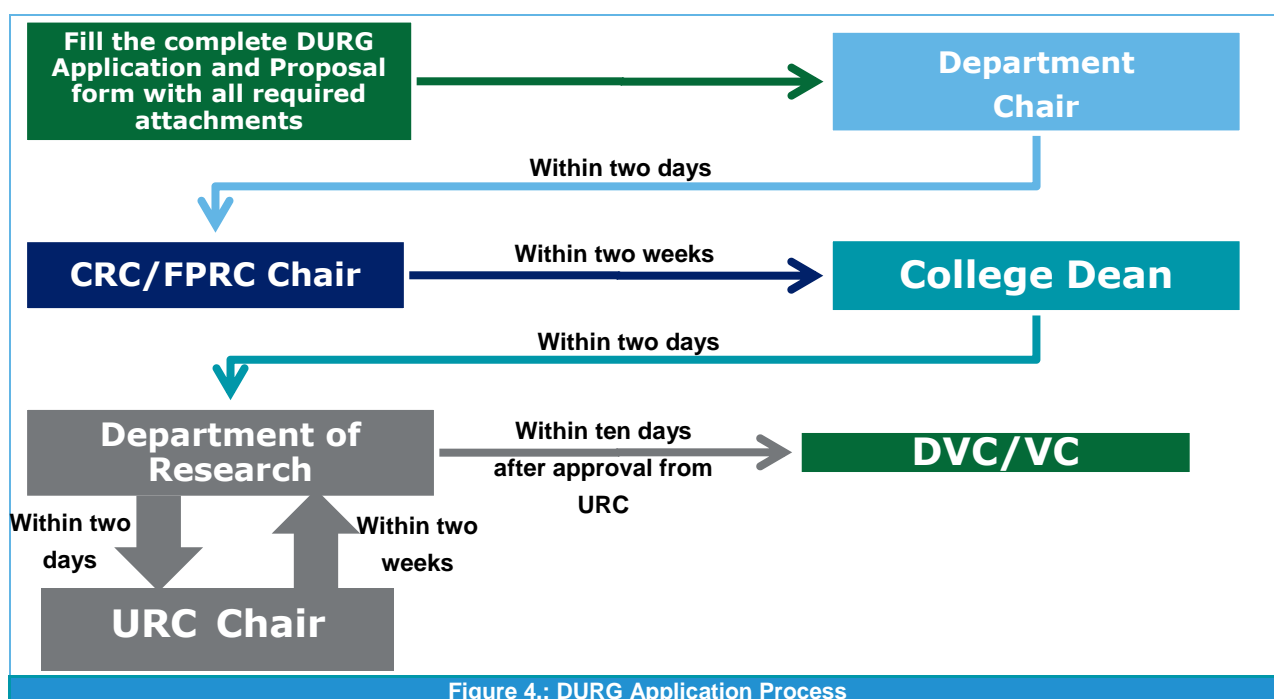 Fill the complete DURG
Application and Proposal
form with all required
attachments
Department
Chair
Within two days
CRC/FPRC Chair
Within two weeks
College Dean
Within two days
Department of
Research
Within ten days
after approval from
URC
DVC/VC
Within two
days
Within two
weeks
URC Chair
Figure 4.: DURG Application Process